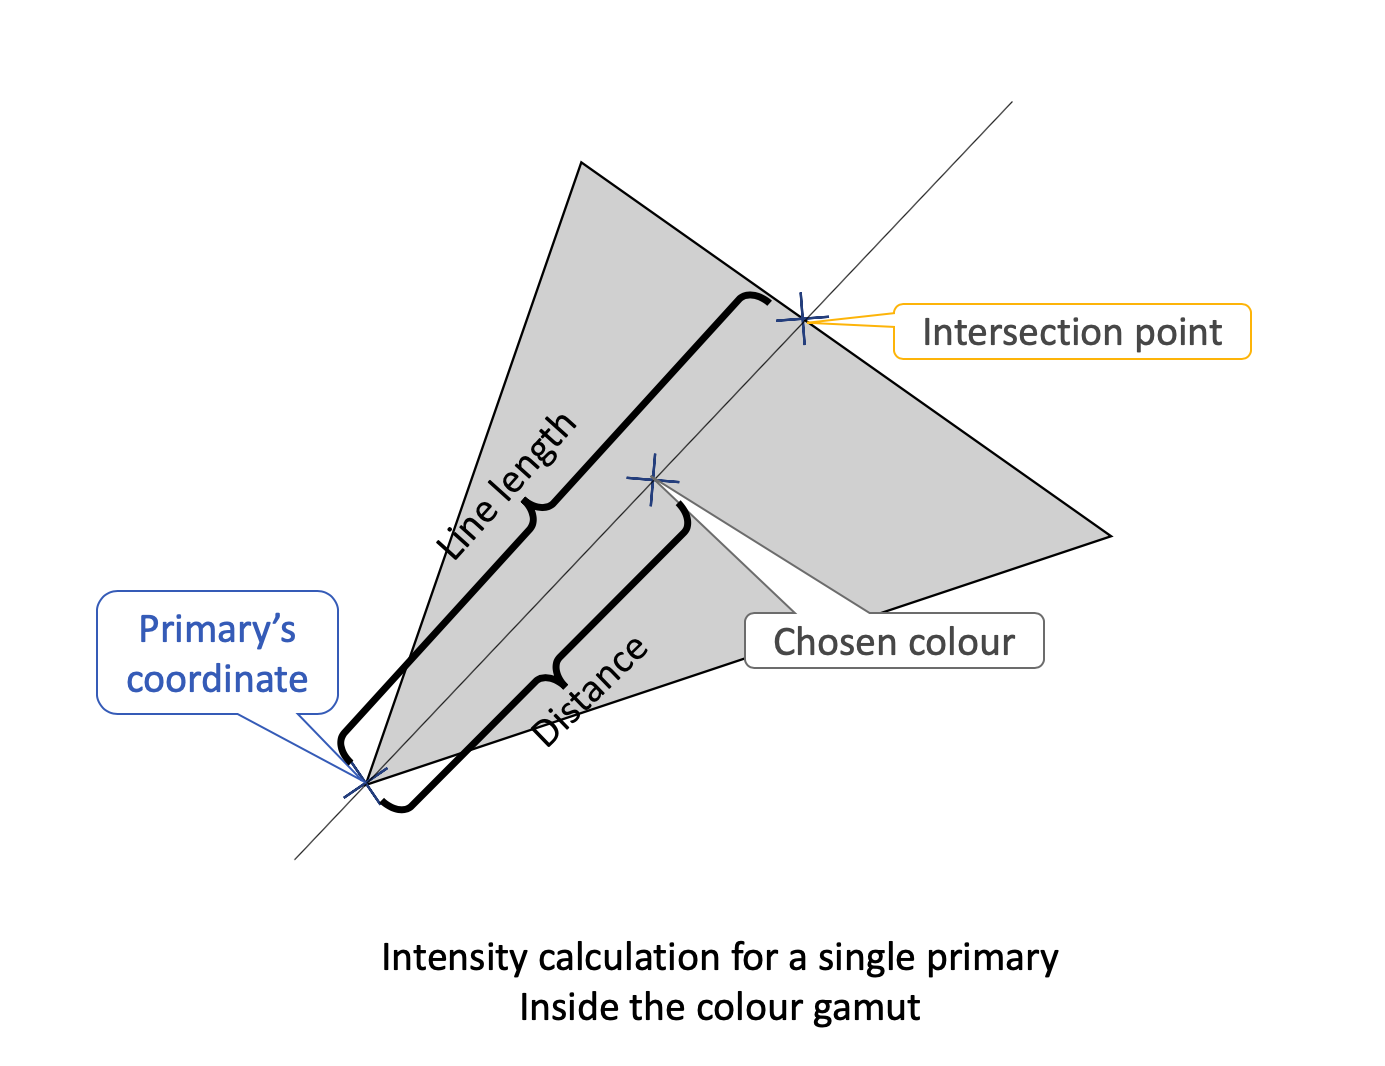 Intersection point
Line length
Primary’s
coordinate
Chosen colour
Distance
Intensity calculation for a single primary
Inside the colour gamut